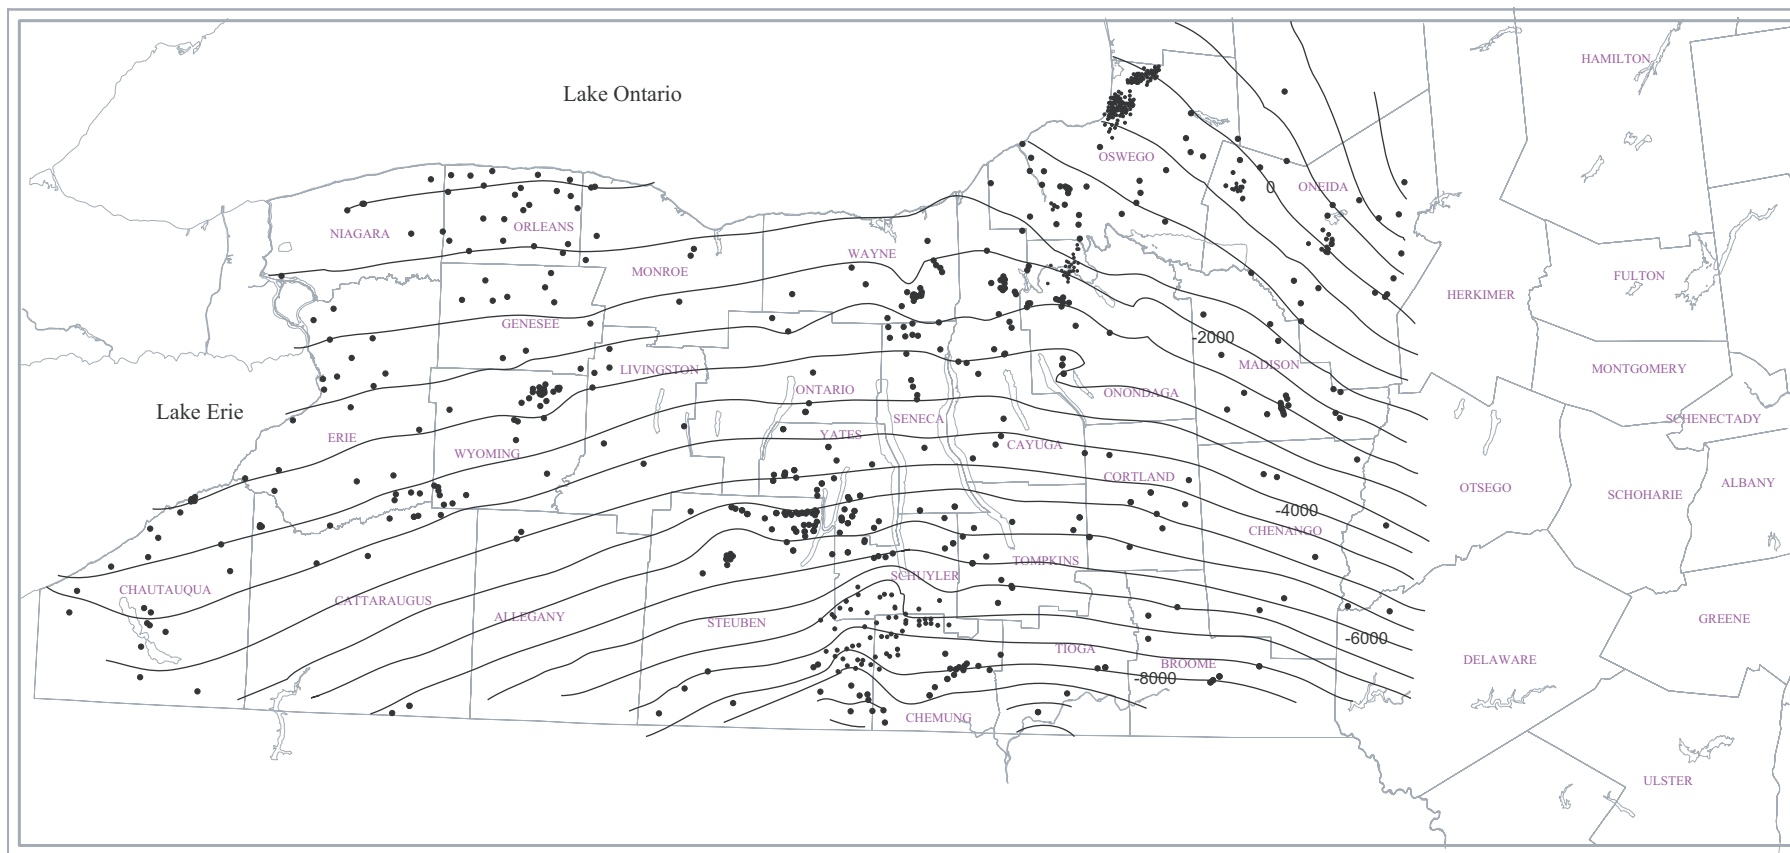 HAMILTON
Lake Ontario
OSWEGO
0
ONEIDA
NIAGARA
ORLEANS
WAYNE
MONROE
FULTON
HERKIMER
GENESEE
-2000
MADISON
LIVINGSTON
MONTGOMERY
ONTARIO
ONONDAGA
Lake Erie
SENECA
SCHENECTADY
ERIE
YATES
CAYUGA
WYOMING
CORTLAND
ALBANY
OTSEGO
SCHOHARIE
-4000
CHENANGO
TOMPKINS
SCHUYLER
CHAUTAUQUA
CATTARAUGUS
ALLEGANY
STEUBEN
GREENE
-6000
TIOGA
BROOME
DELAWARE
-8000
CHEMUNG
ULSTER